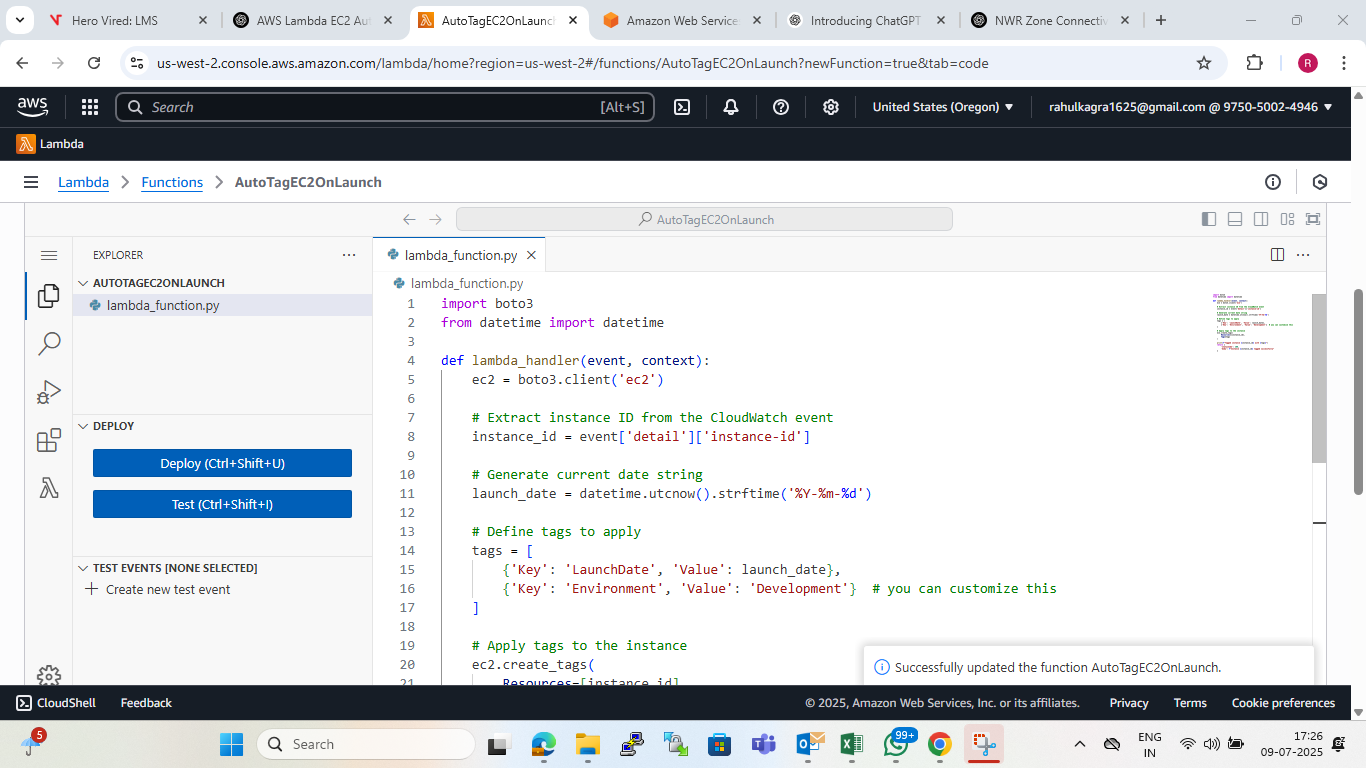 Hero Vired: LMS
AWS Lambda EC2 Au
AutoTagEC2OnLaunch
Amazon Web Service
Introducing ChatGPT
NWR Zone Connectiv
us-west-2.console.aws.amazon.com/lambda/home?region=us-west-2#/functions/AutoTagEC2OnLaunch?newFunction=true&tab=code
R
aws
Search
[Alt+S]
United States (Oregon)
rahulkagra1625@gmail.com @ 9750-5002-4946
Lambda
Lambda > Functions > AutoTagEC2OnLaunch
AutoTagEC2OnLaunch
EXPLORER
AUTOTAGEC2ONLAUNCH
lambda_function.py
DEPLOY
Deploy (Ctrl+Shift+U)
Test (Ctrl+Shift+I)
TEST EVENTS [NONE SELECTED]
Create new test event
lambda_function.py
lambda_function.py
1 import boto3
2 from datetime import datetime
3
4 def lambda_handler(event, context):
5     ec2 = boto3.client('ec2')
6
7     # Extract instance ID from the CloudWatch event
8     instance_id = event['detail']['instance-id']
9
10     # Generate current date string
11     launch_date = datetime.utcnow().strftime('%Y-%m-%d')
12
13     # Define tags to apply
14     tags = [
15         {'Key': 'LaunchDate', 'Value': launch_date},
16         {'Key': 'Environment', 'Value': 'Development'}  # you can customize this
17     ]
18
19     # Apply tags to the instance
20     ec2.create_tags(
21         Resources=[instance_id]
Successfully updated the function AutoTagEC2OnLaunch.
CloudShell
Feedback
© 2025, Amazon Web Services, Inc. or its affiliates.
Privacy
Terms
Cookie preferences
5
Search
99+
ENG
IN
17:26
09-07-2025